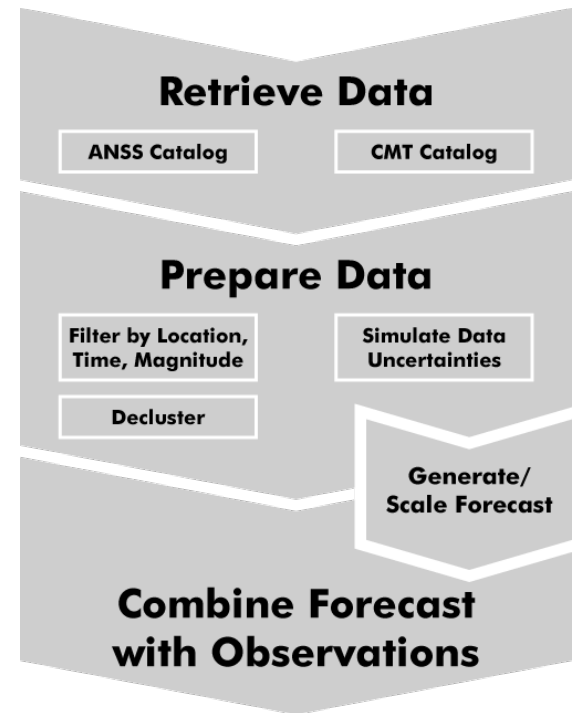 Retrieve Data
ANSS Catalog
CMT Catalog
Prepare Data
Filter by Location,
Time, Magnitude
Simulate Data
Uncertainties
Decluster
Generate/
Scale Forecast
Combine Forecast
with Observations